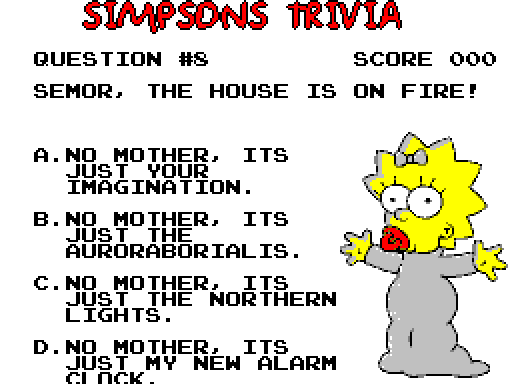 SIMPSONS TRIVIA
QUESTION #8 SCORE 000
SEMOR, THE HOUSE IS ON FIRE!
A.NO MOTHER, ITS
JUST YOUR
IMAGINATION.
B.NO MOTHER, ITS
JUST THE
AURORABORIALIS.
C.NO MOTHER, ITS
JUST THE NORTHERN
LIGHTS.
D.NO MOTHER, ITS
JUST MY NEW ALARM
CLOCK.